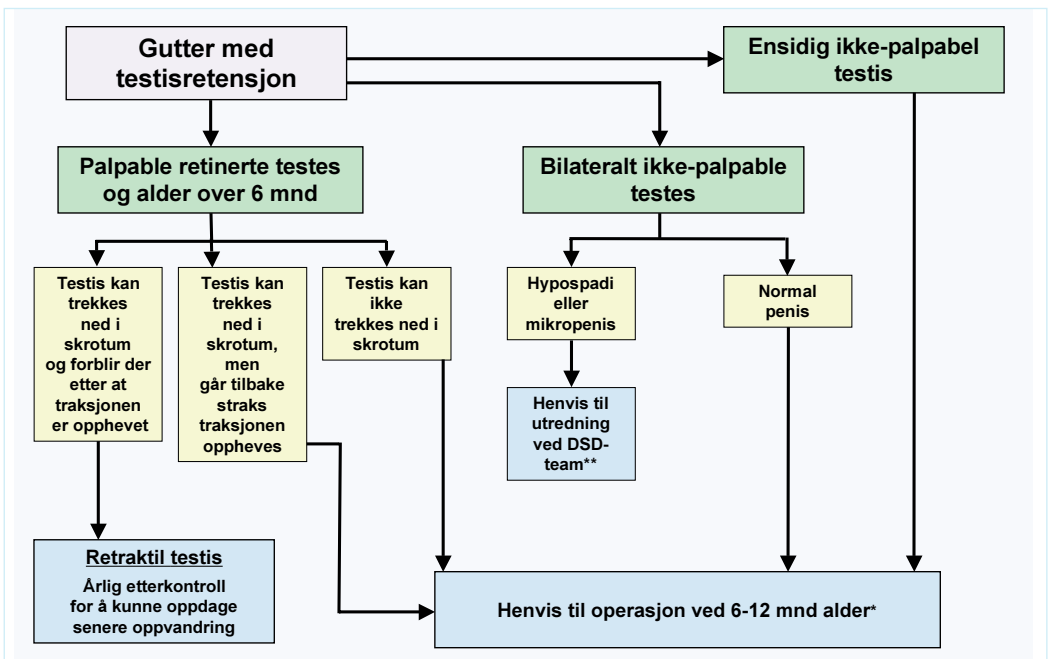 Gutter med
testisretensjon
Ensidig ikke-palpabel
testis
Palpable retinerte testes
og alder over 6 mnd
Bilateralt ikke-palpable
testes
Testis kan
trekkes
ned i
skrotum
og forblir der
etter at
traksjonen
er opphevet
Testis kan
trekkes
ned i
skrotum,
men
går tilbake
straks
traksjonen
oppheves
Testis kan
ikke
trekkes ned i
skrotum
Hypospadi
eller
mikropenis
Normal
penis
Henvis til
utredning
ved DSD-
team**
Retraktil testis
Årlig etterkontroll
for å kunne oppdage
senere oppvandring
Henvis til operasjon ved 6-12 mnd alder*